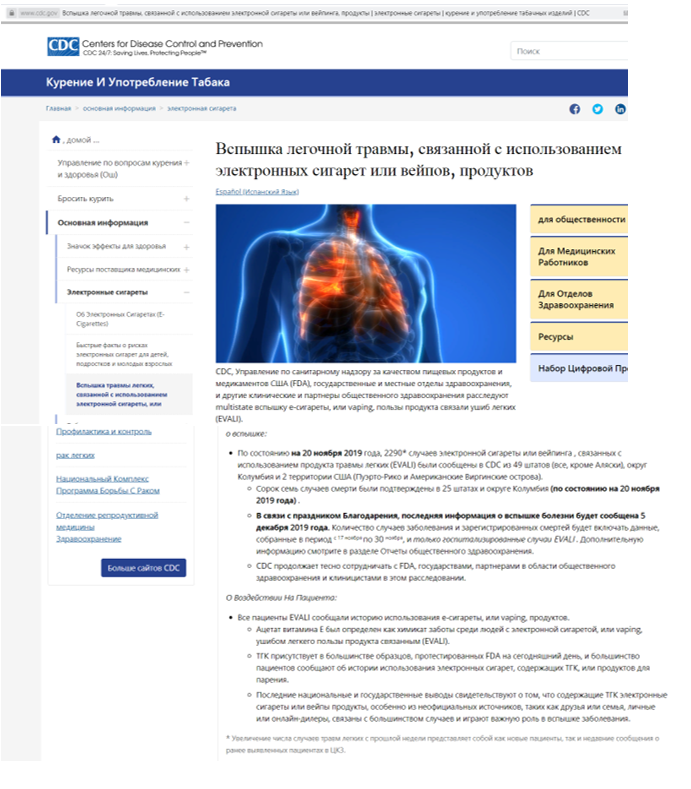 www.cdc.gov Вспышка легочной травмы, связанной с использованием электронной сигареты или вейпинга, продукты | электронные сигареты | курение и употребление табачных изделий | CDC
CDC Centers for Disease Control and Prevention
CDC 24/7: Saving Lives, Protecting People™
Поиск
Курение И Употребление Табака
Главная > основная информация > электронная сигарета
, домой ...
Управление по вопросам курения
и здоровья (Ош)
Бросить курить
Основная информация
Значок эффекты для здоровья
Ресурсы поставщика медицинских
Электронные сигареты
Об Электронных Сигаретах (E-
Cigarettes)
Быстрые факты о рисках
электронных сигарет для детей,
подростков и молодых взрослых
Вспышка травмы легких,
связанной с использованием
электронной сигареты, или
Профилактика и контроль
рак легких
Национальный Комплекс
Программа Борьбы С Раком
Отделение репродуктивной
медицины
Здравоохранение
Больше сайтов CDC
Вспышка легочной травмы, связанной с использованием
электронных сигарет или вейпов, продуктов
Español (Испанский Язык)
для общественности
Для Медицинских
Работников
Для Отделов
Здравоохранения
Ресурсы
Набор Цифровой Пр
CDC, Управление по санитарному надзору за качеством пищевых продуктов и
медикаментов США (FDA), государственные и местные отделы здравоохранения,
и другие клинические и партнеры общественного здравоохранения расследуют
multistate вспышку е-сигареты, или vaping, пользы продукта связали ушиб легких
(EVALI).
о вспышке:
• По состоянию на 20 ноября 2019 года, 2290* случаев электронной сигареты или вейпинга , связанных с
использованием продукта травмы легких (EVALI) были сообщены в CDC из 49 штатов (все, кроме Аляски), округ
Колумбия и 2 территории США (Пуэрто-Рико и Американские Виргинские острова).
Сорок семь случаев смерти были подтверждены в 25 штатах и округе Колумбия (по состоянию на 20 ноября
2019 года) .
В связи с праздником Благодарения, последняя информация о вспышке болезни будет сообщена 5
декабря 2019 года. Количество случаев заболевания и зарегистрированных смертей будет включать данные,
собранные в период с 17 ноября по 30 ноября, и только госпитализированные случаи EVALI . Дополнительную
информацию смотрите в разделе Отчеты общественного здравоохранения.
CDC продолжает тесно сотрудничать с FDA, государствами, партнерами в области общественного
здравоохранения и клиницистами в этом расследовании.
О Воздействии На Пациента:
• Все пациенты EVALI сообщали историю использования е-сигареты, или vaping, продуктов.
Ацетат витамина Е был определен как химикат заботы среди людей с электронной сигаретой, или vaping,
ушибом легкего пользы продукта связанным (EVALI).
ТГК присутствует в большинстве образцов, протестированных FDA на сегодняшний день, и большинство
пациентов сообщают об истории использования электронных сигарет, содержащих ТГК, или продуктов для
парения.
Последние национальные и государственные выводы свидетельствуют о том, что содержащие ТГК электронные
сигареты или вейпы продукты, особенно из неофициальных источников, таких как друзья или семья, личные
или онлайн-дилеры, связаны с большинством случаев и играют важную роль в вспышке заболевания.
* Увеличение числа случаев травм легких с прошлой недели представляет собой как новые пациенты, так и недавние сообщения о
ранее выявленных пациентах в ЦКЗ.